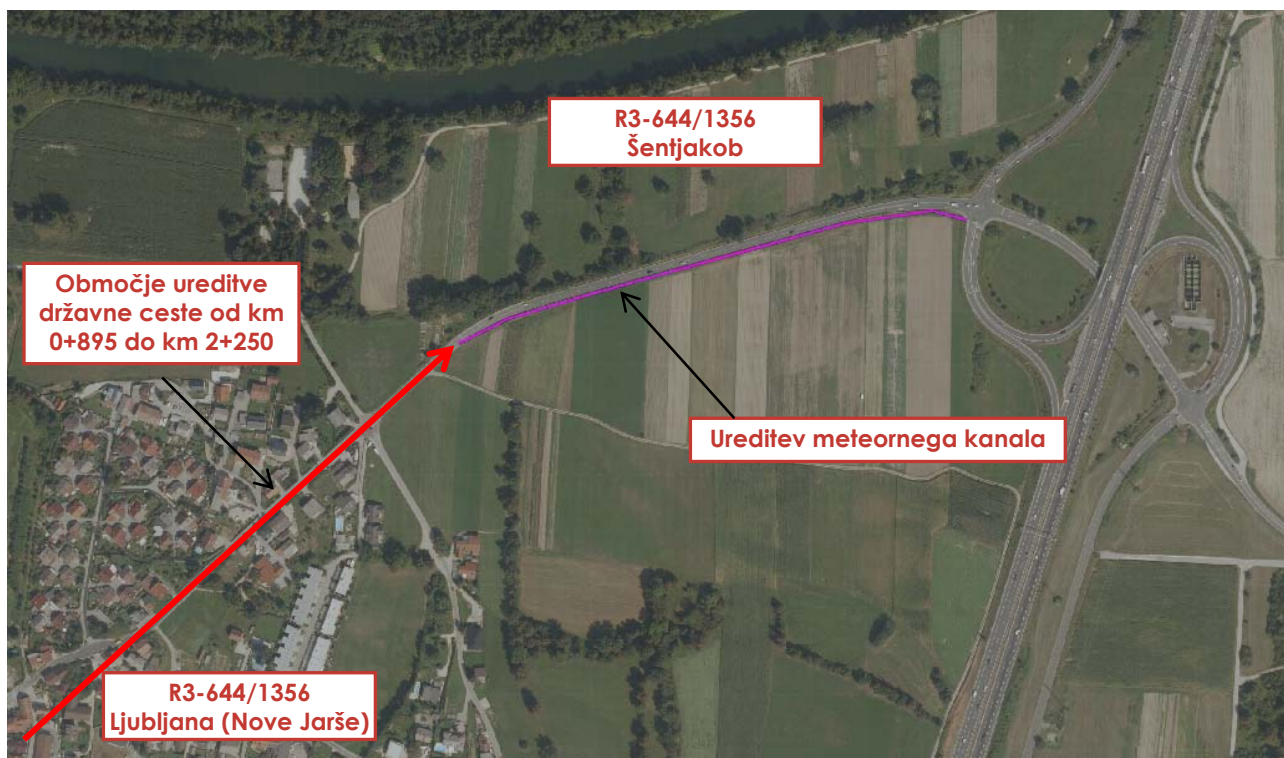 R3-644/1356
Šentjakob
Območje ureditve
državne ceste od km
0+895 do km 2+250
Ureditev meteornega kanala
R3-644/1356
Ljubljana (Nove Jarše)